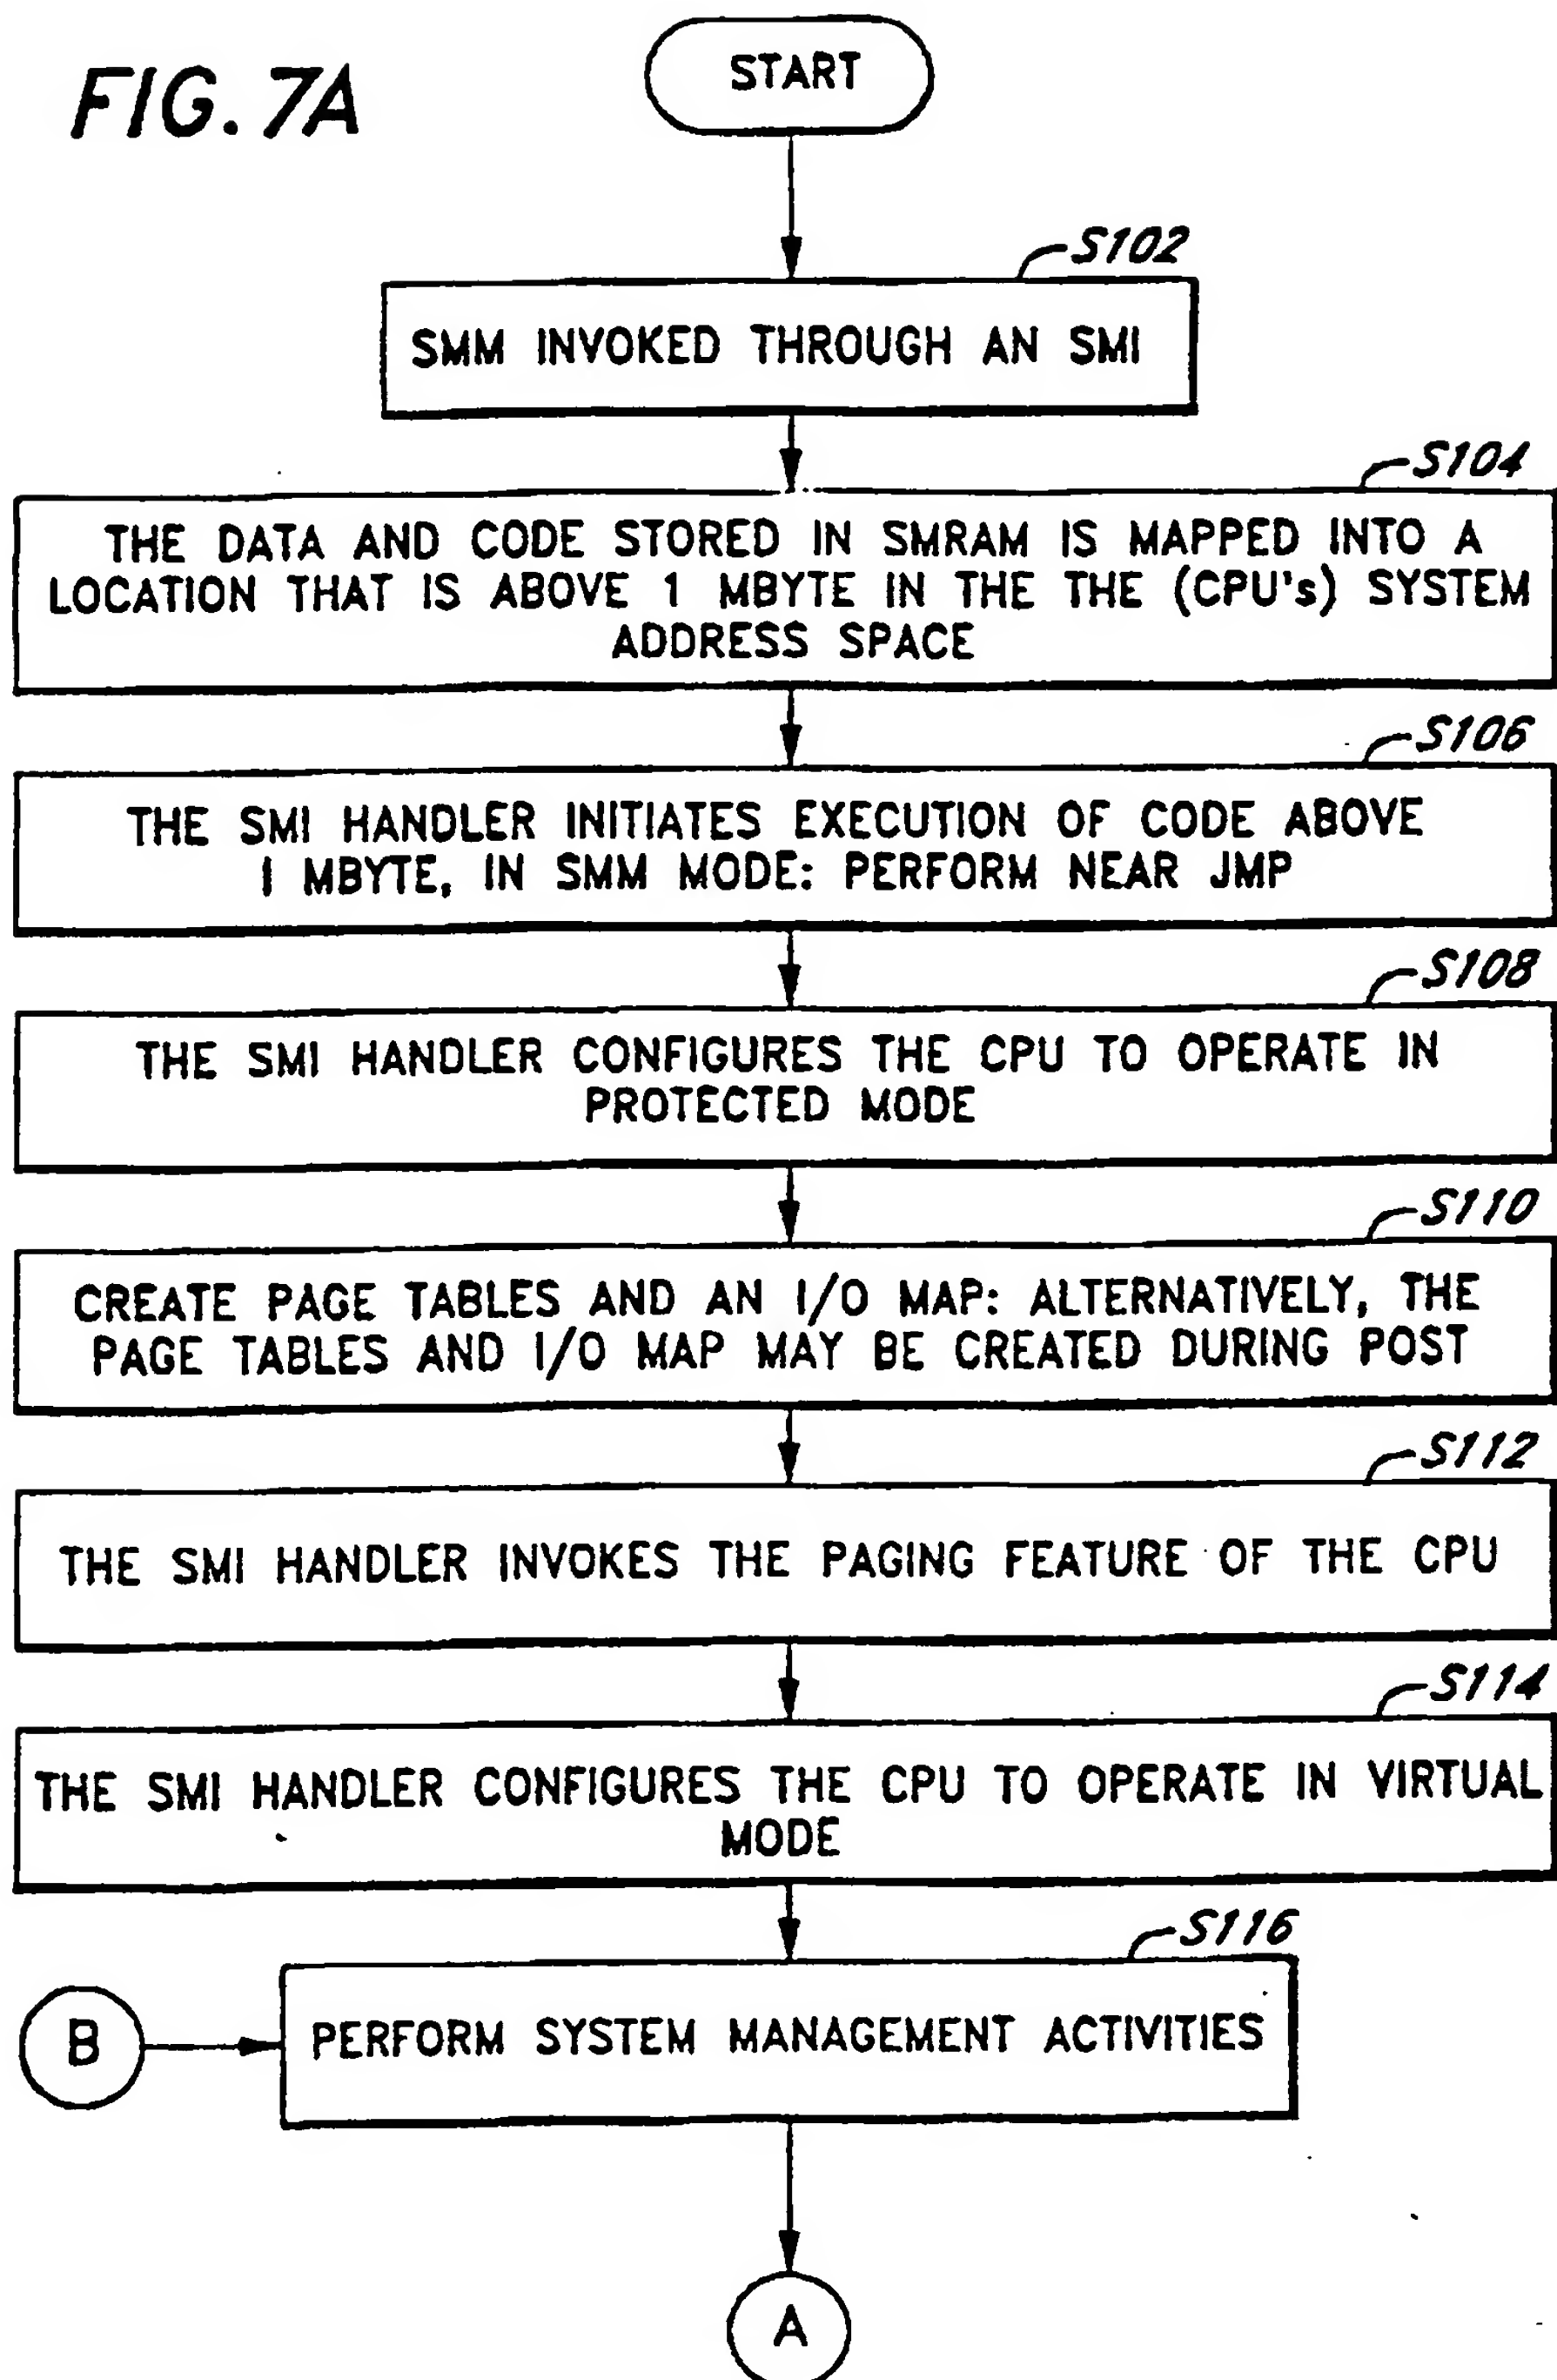 FIG. 7A
START
S102
SMM INVOKED THROUGH AN SMI
S104
THE DATA AND CODE STORED IN SMRAM IS MAPPED INTO A
LOCATION THAT IS ABOVE 1 MBYTE IN THE THE (CPU's) SYSTEM
ADDRESS SPACE
S106
THE SMI HANDLER INITIATES EXECUTION OF CODE ABOVE
1 MBYTE, IN SMM MODE: PERFORM NEAR JMP
S108
THE SMI HANDLER CONFIGURES THE CPU TO OPERATE IN
PROTECTED MODE
S110
CREATE PAGE TABLES AND AN I/O MAP: ALTERNATIVELY, THE
PAGE TABLES AND I/O MAP MAY BE CREATED DURING POST
S112
THE SMI HANDLER INVOKES THE PAGING FEATURE OF THE CPU
S114
THE SMI HANDLER CONFIGURES THE CPU TO OPERATE IN VIRTUAL
MODE
S116
B
PERFORM SYSTEM MANAGEMENT ACTIVITIES
A